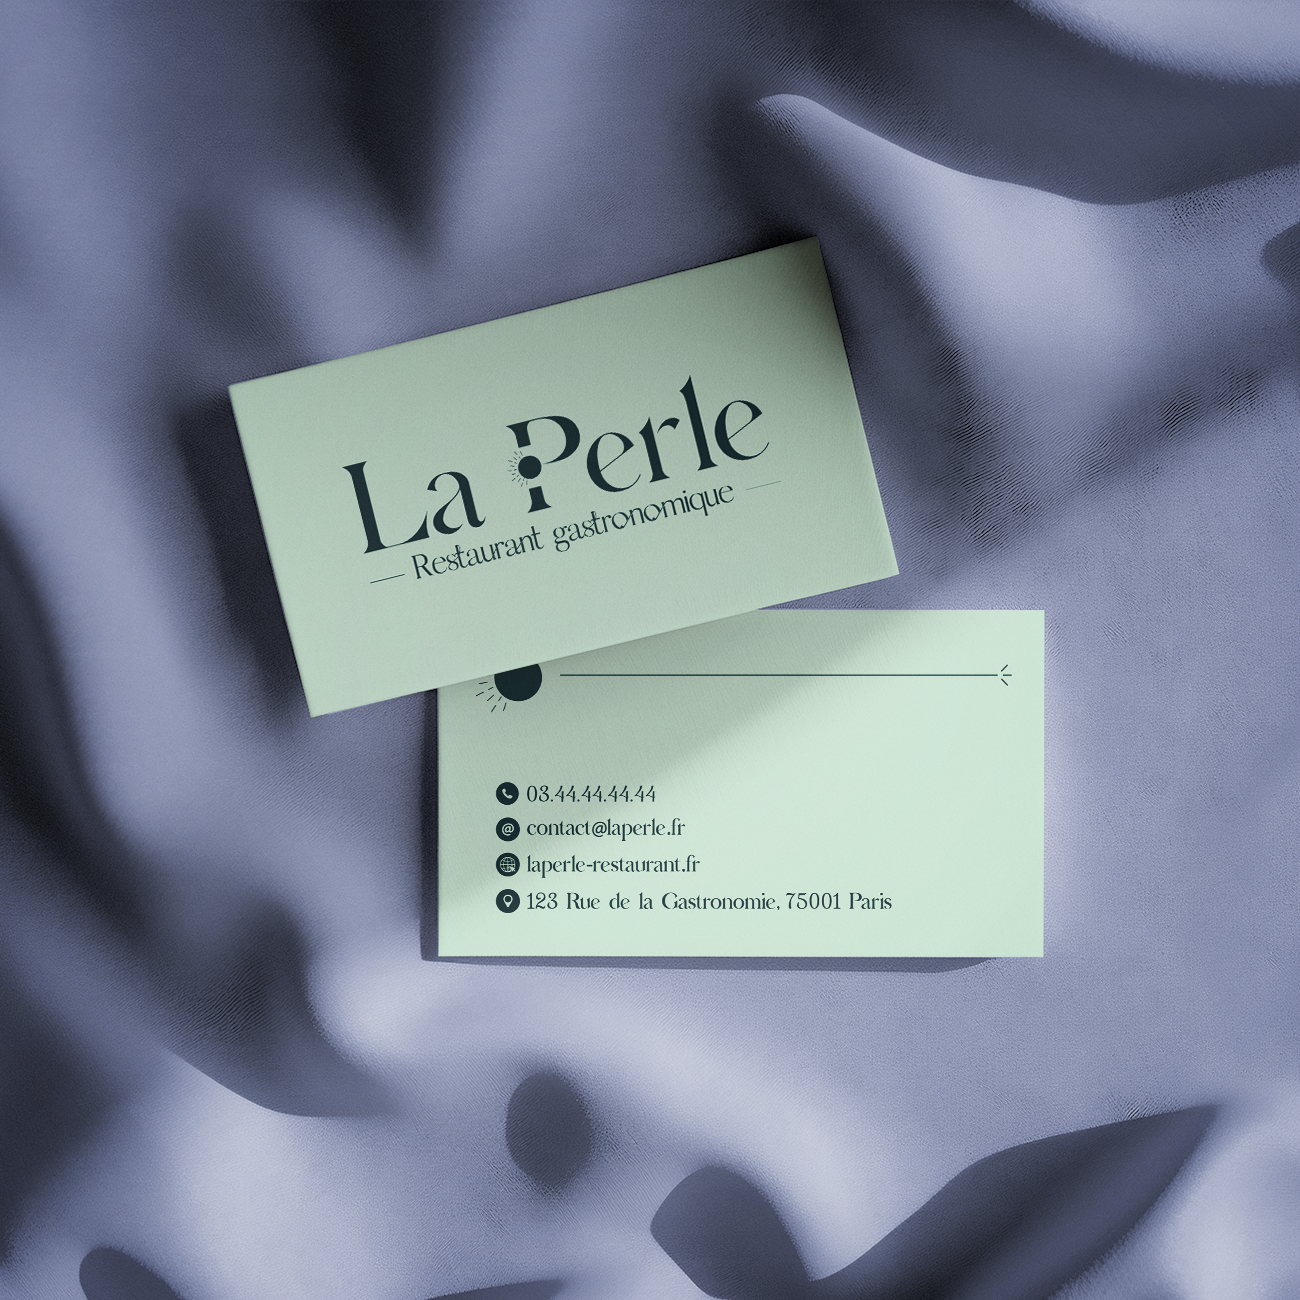 La Perle
Restaurant gastronomique
03.44.44.44.44
contact@laperle.fr
laperle-restaurant.fr
123 Rue de la Gastronomie, 75001 Paris